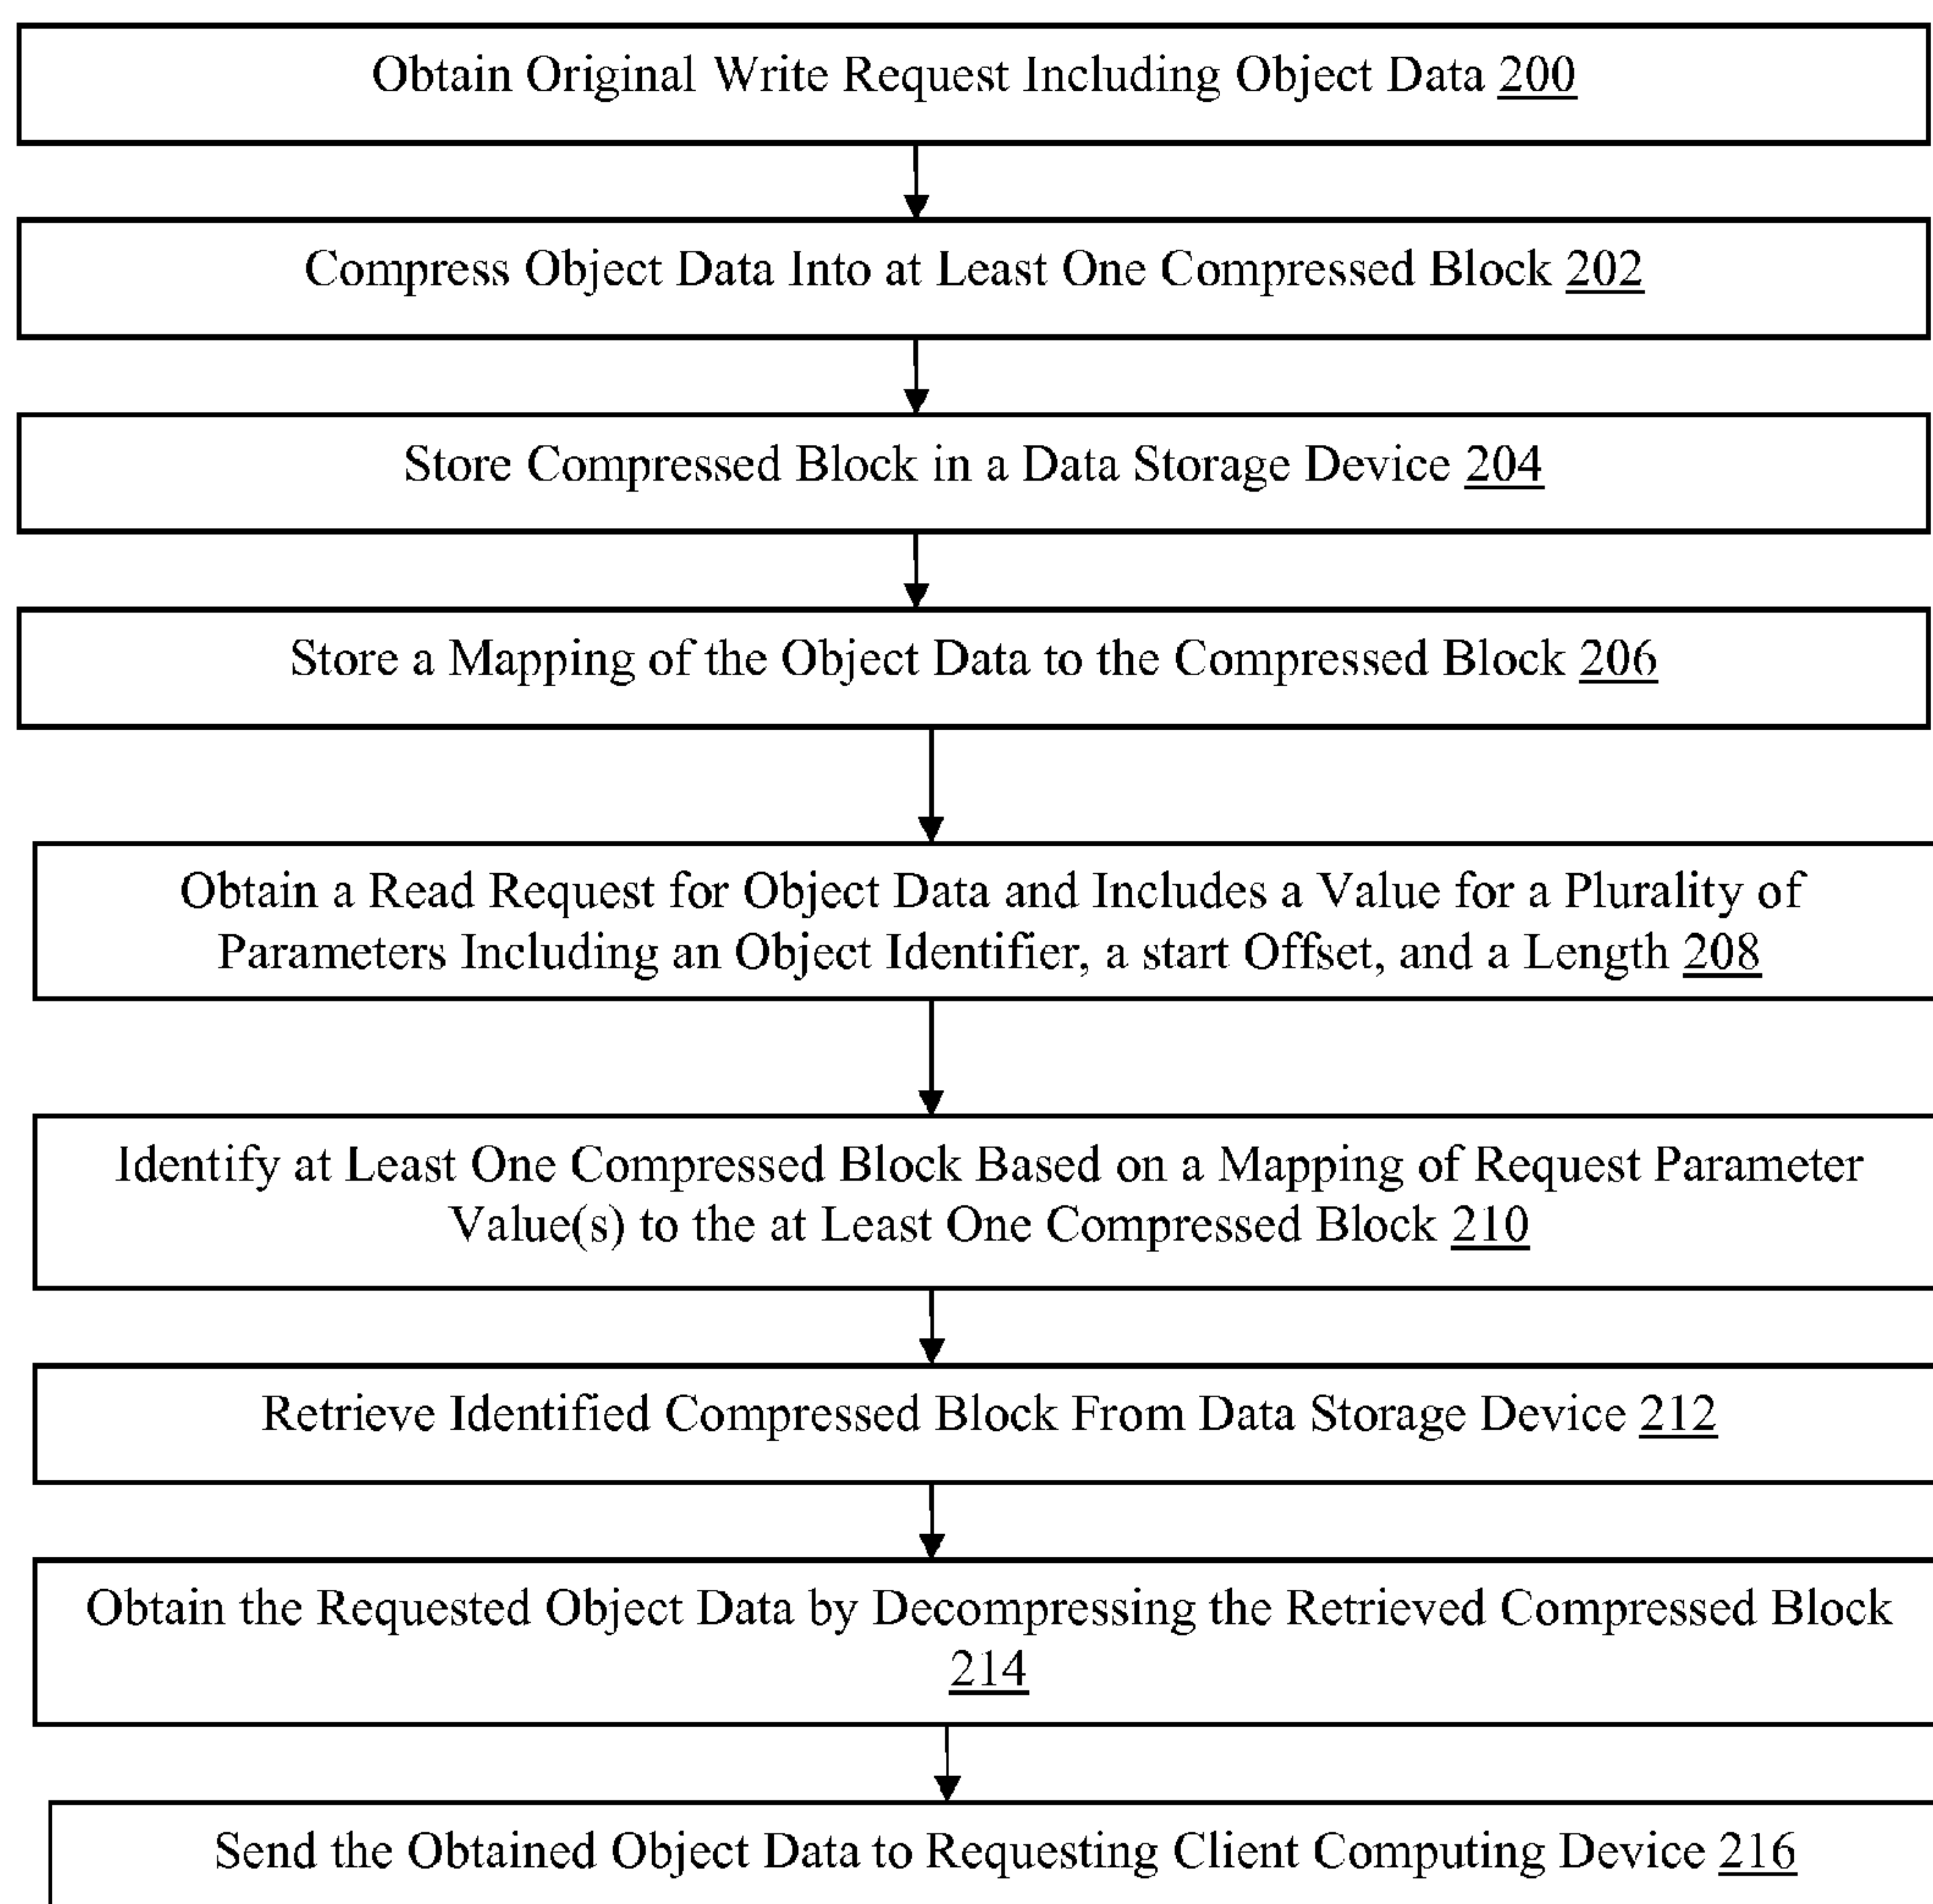 Obtain Original Write Request Including Object Data 200
Compress Object Data Into at Least One Compressed Block 202
Store Compressed Block in a Data Storage Device 204
Store a Mapping of the Object Data to the Compressed Block 206
Obtain a Read Request for Object Data and Includes a Value for a Plurality of
Parameters Including an Object Identifier, a start Offset, and a Length 208
Identify at Least One Compressed Block Based on a Mapping of Request Parameter
Value(s) to the at Least One Compressed Block 210
Retrieve Identified Compressed Block From Data Storage Device 212
Obtain the Requested Object Data by Decompressing the Retrieved Compressed Block
214
Send the Obtained Object Data to Requesting Client Computing Device 216